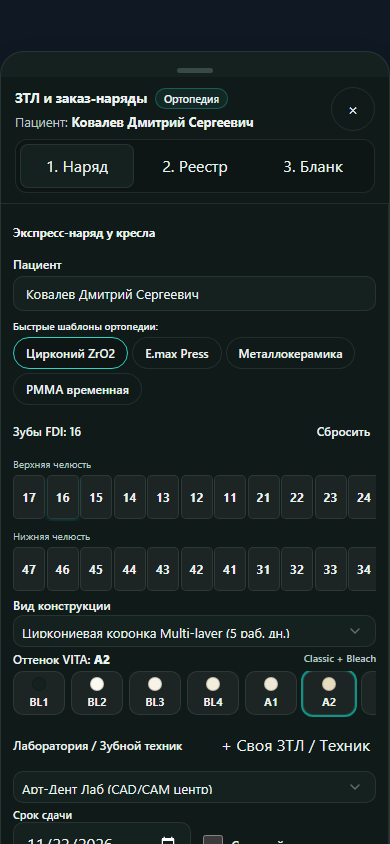 ЗТЛ и заказ-наряды Ортопедия
Пациент: Ковалев Дмитрий Сергеевич
×
1. Наряд 2. Реестр 3. Бланк
Экспресс-наряд у кресла
Пациент
Ковалев Дмитрий Сергеевич
Быстрые шаблоны ортопедии:
Цирконий ZrO2 E.max Press Металлокерамика
PMMA временная
Зубы FDI: 16 Сбросить
Верхняя челюсть
17 16 15 14 13 12 11 21 22 23 24
Нижняя челюсть
47 46 45 44 43 42 41 31 32 33 34
Вид конструкции
Циркониевая коронка Multi-layer (5 раб. дн.)
Оттенок VITA: A2 Classic + Bleach
BL1 BL2 BL3 BL4 A1 A2
Лаборатория / Зубной техник + Своя ЗТЛ / Техник
Арт-Дент Лаб (CAD/CAM центр)
Срок сдачи